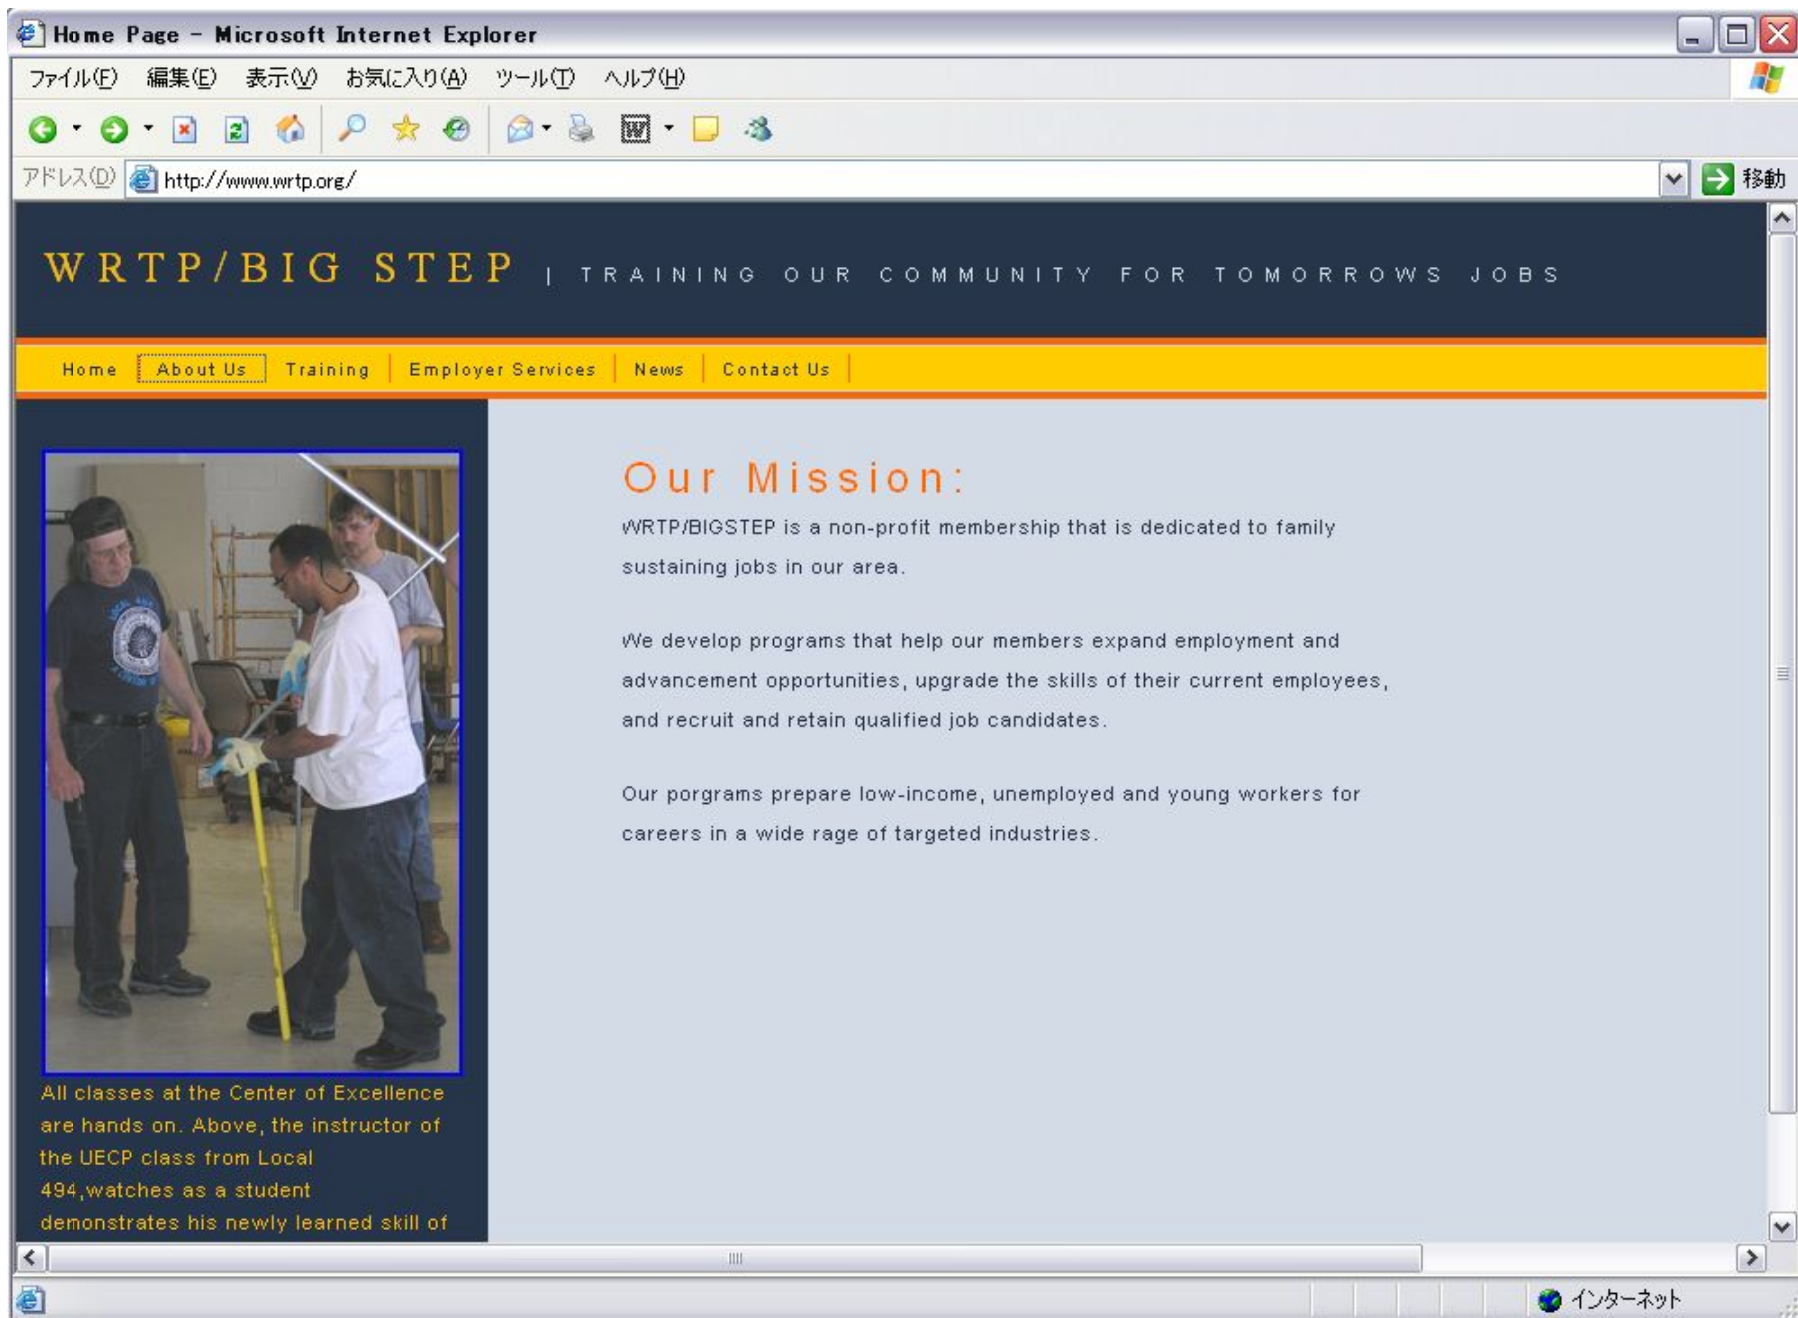 Home Page - Microsoft Internet Explorer
ファイル(F) 編集(E) 表示(V) お気に入り(A) ツール(T) ヘルプ(H)
アドレス(D) http://www.wrtp.org/ 移動
WRTP/BIG STEP | TRAINING OUR COMMUNITY FOR TOMORROWS JOBS
Home About Us Training Employer Services News Contact Us
Our Mission:
WRTP/BIGSTEP is a non-profit membership that is dedicated to family
sustaining jobs in our area.
We develop programs that help our members expand employment and
advancement opportunities, upgrade the skills of their current employees,
and recruit and retain qualified job candidates.
Our porgrams prepare low-income, unemployed and young workers for
careers in a wide rage of targeted industries.
All classes at the Center of Excellence
are hands on. Above, the instructor of
the UECP class from Local
494,watches as a student
demonstrates his newly learned skill of
インターネット